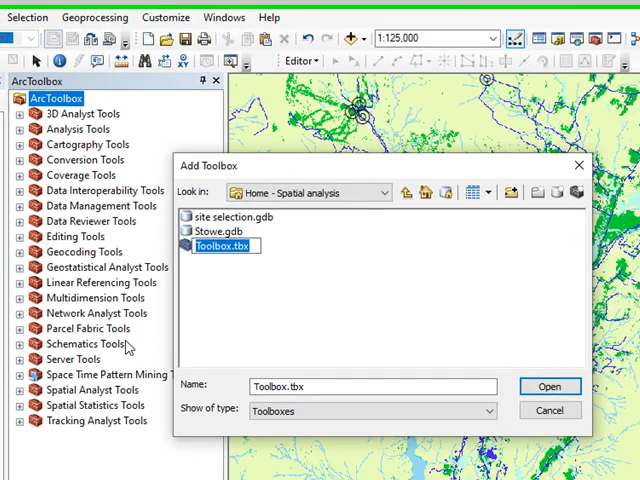 Selection Geoprocessing Customize Windows Help
1:125,000
Editor
ArcToolbox
ArcToolbox
3D Analyst Tools
Analysis Tools
Cartography Tools
Conversion Tools
Coverage Tools
Data Interoperability Tools
Data Management Tools
Data Reviewer Tools
Editing Tools
Geocoding Tools
Geostatistical Analyst Tools
Linear Referencing Tools
Multidimension Tools
Network Analyst Tools
Parcel Fabric Tools
Schematics Tools
Server Tools
Space Time Pattern Mining T
Spatial Analyst Tools
Spatial Statistics Tools
Tracking Analyst Tools
Add Toolbox
Look in: Home - Spatial analysis
site selection.gdb
Stowe.gdb
Toolbox.tbx
Name: Toolbox.tbx Open
Show of type: Toolboxes Cancel